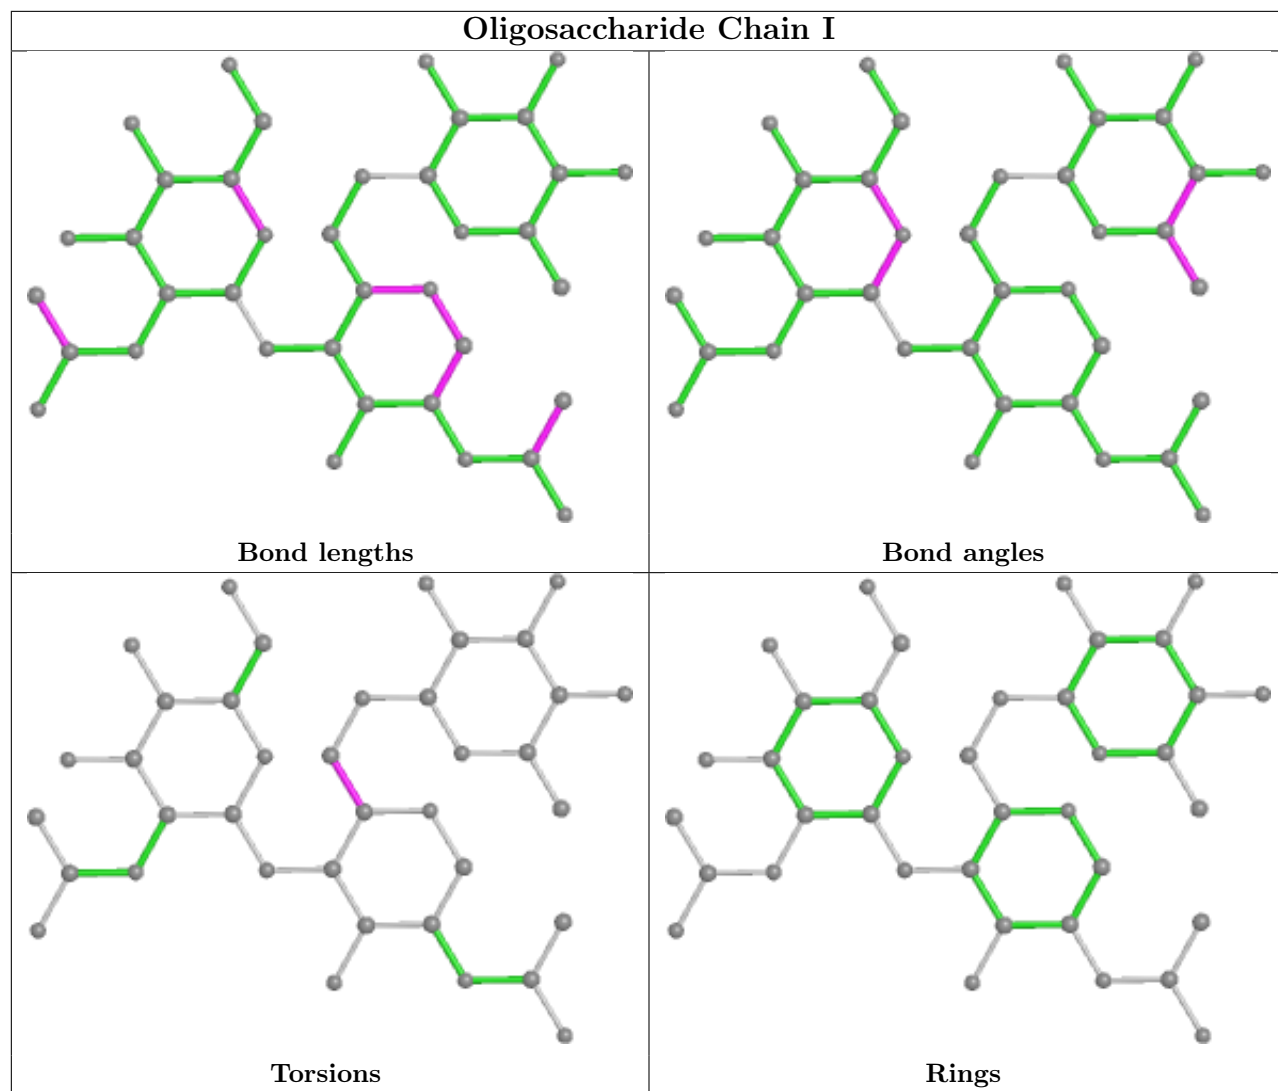 Oligosaccharide Chain I
Bond lengths
Bond angles
Torsions
Rings